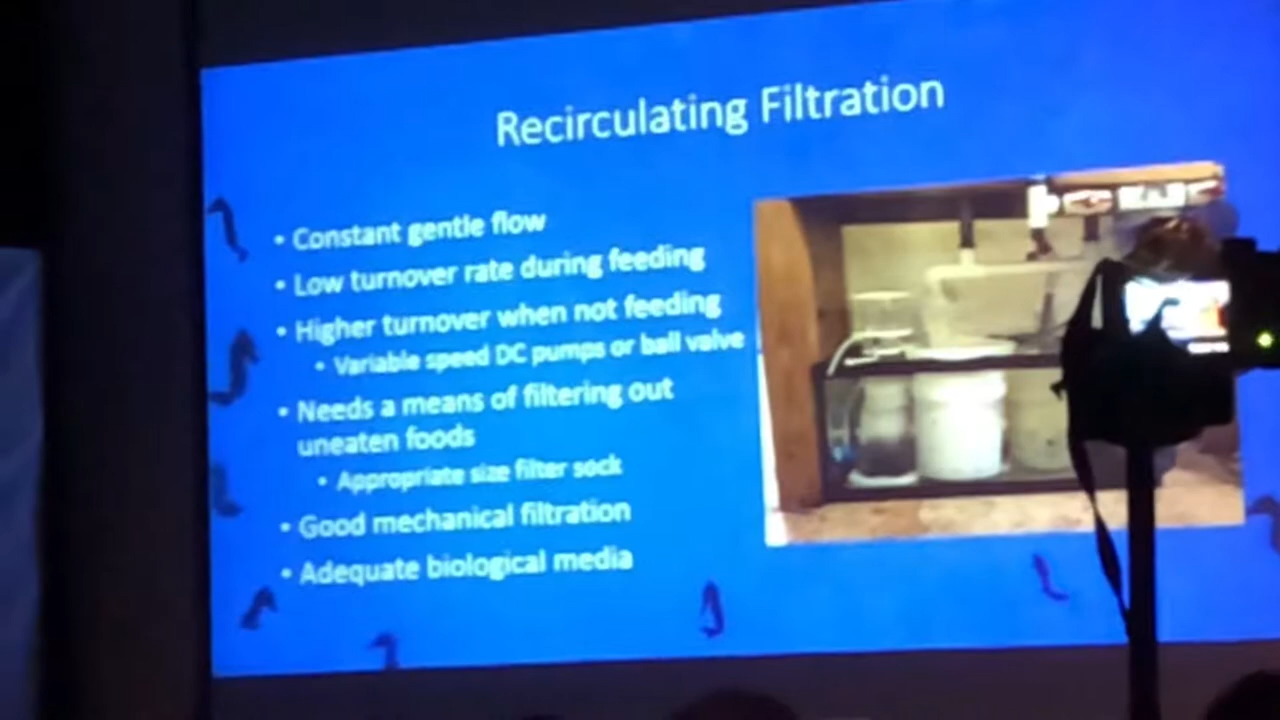 Recirculating Filtration
• Constant gentle flow
• Low turnover rate during feeding
• Higher turnover when not feeding
• Variable speed DC pumps or ball valve
• Needs a means of filtering out
uneaten foods
• Appropriate size filter sock
• Good mechanical filtration
• Adequate biological media